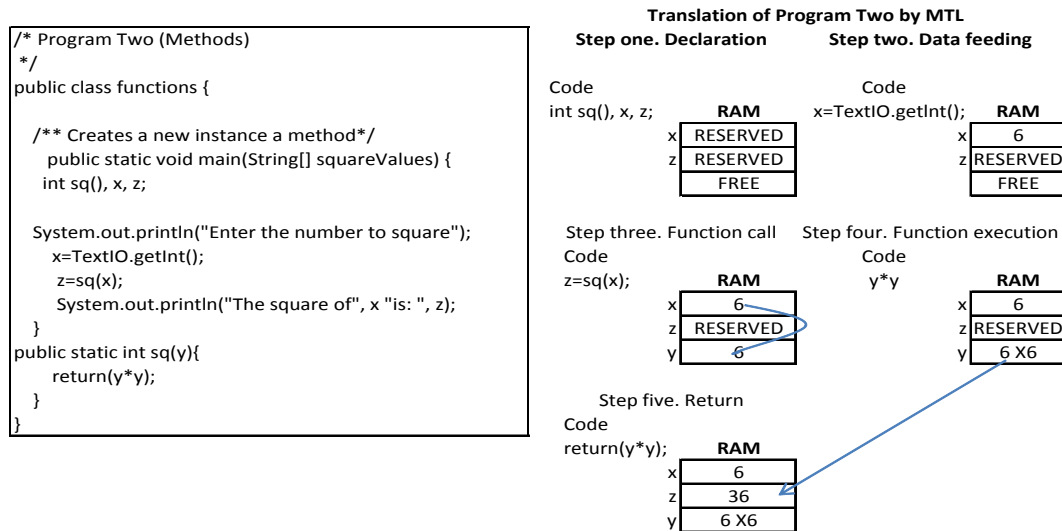 /* Program Two (Methods)
*/
public class functions {
/** Creates a new instance a method*/
public static void main(String[] squareValues) {
int sq(), x, z;
System.out.println("Enter the number to square");
x=TextIO.getInt();
z=sq(x);
System.out.println("The square of", x "is: ", z);
}
public static int sq(y){
return(y*y);
}
}
Translation of Program Two by MTL
Step one. Declaration
Code
int sq(), x, z; RAM
x RESERVED
z RESERVED
FREE
Step two. Data feeding
Code
x=TextIO.getInt(); RAM
x 6
z RESERVED
FREE
Step three. Function call
Code
z=sq(x); RAM
x 6
z RESERVED
y 6
Step four. Function execution
Code
y*y RAM
x 6
z RESERVED
y 6 X6
Step five. Return
Code
return(y*y); RAM
x 6
z 36
y 6 X6